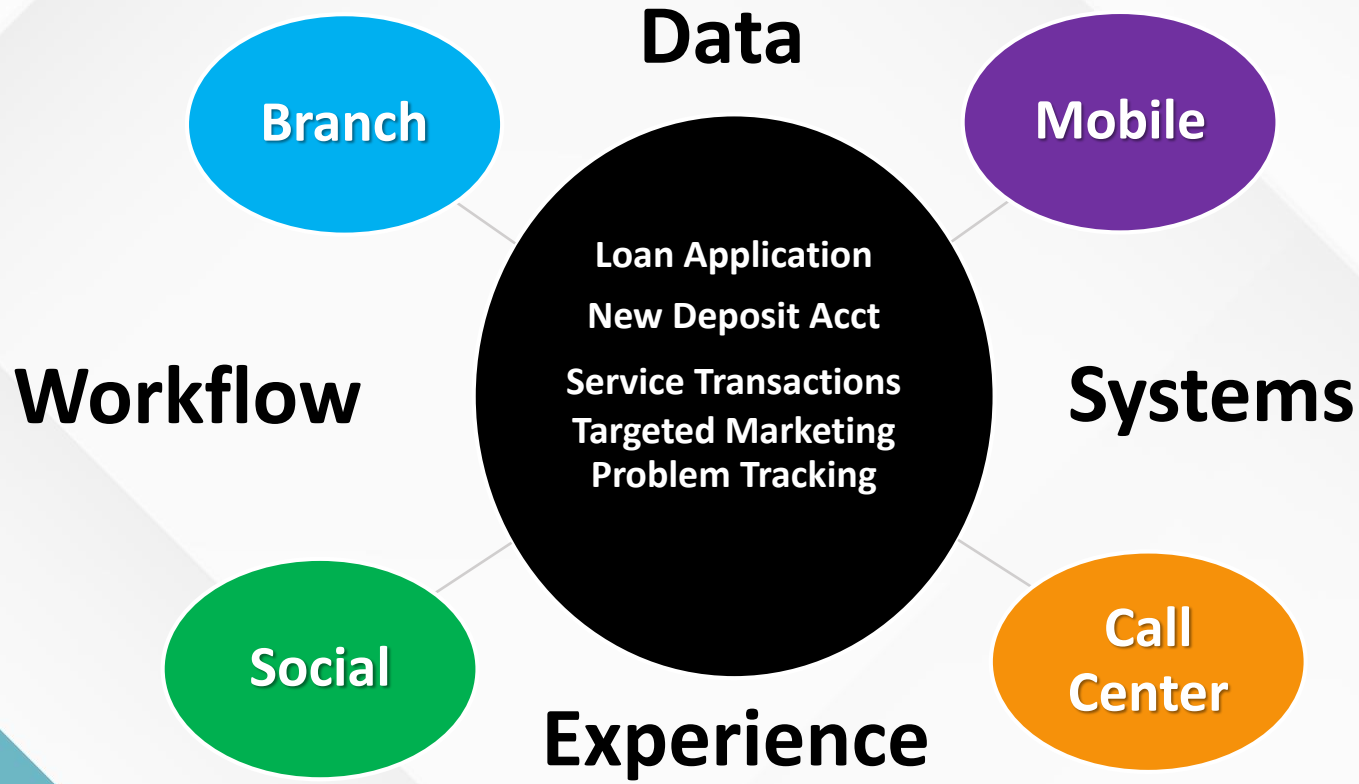 Data
Branch
Mobile
Loan Application
New Deposit Acct
Service Transactions
Targeted Marketing
Problem Tracking
Workflow
Systems
Social
Call
Center
Experience